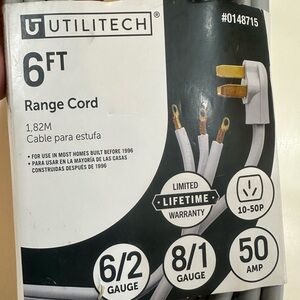 UTILITECH®
#0148715
6FT
Range Cord
1,82M
Cable para estufa
• FOR USE IN MOST HOMES BUILT BEFORE 1996
• PARA USAR EN LA MAYORÍA DE LAS CASAS
CONSTRUIDAS DESPUÉS DE 1996
LIMITED
LIFETIME
WARRANTY
10-50P
6/2
GAUGE
8/1
GAUGE
50
AMP